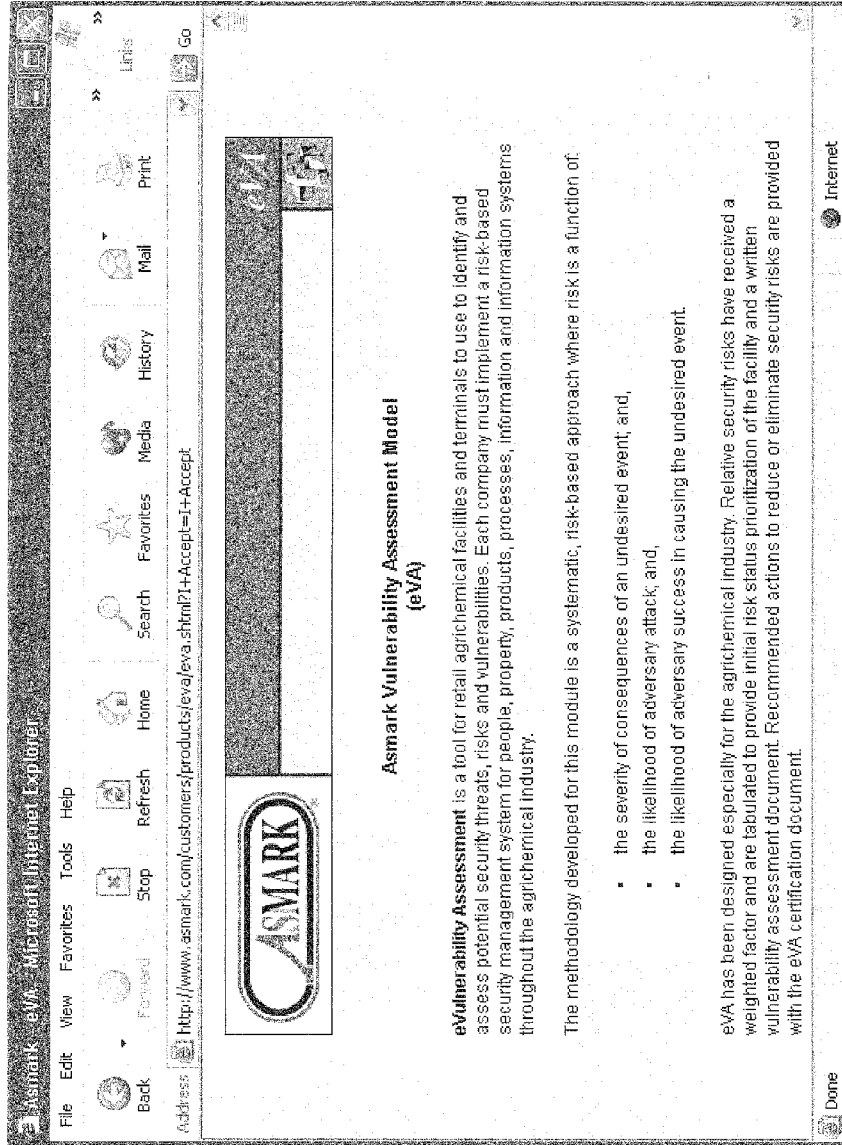 Asmark - eVA - Microsoft Internet Explorer
File Edit View Favorites Tools Help
Back Forward Stop Refresh Home Search Favorites Media History Mail Print »
Address http://www.asmark.com/customers/products/eva/eva.shtml?I+Accept=I+Accept Go Links »
ASMARK
eVA
Asmark Vulnerability Assessment Model
(eVA)
eVulnerability Assessment is a tool for retail agrichemical facilities and terminals to use to identify and
assess potential security threats, risks and vulnerabilities. Each company must implement a risk-based
security management system for people, property, products, processes, information and information systems
throughout the agrichemical industry.
The methodology developed for this module is a systematic, risk-based approach where risk is a function of:
▪ the severity of consequences of an undesired event; and,
▪ the likelihood of adversary attack; and,
▪ the likelihood of adversary success in causing the undesired event.
eVA has been designed especially for the agrichemical industry. Relative security risks have received a
weighted factor and are tabulated to provide initial risk status prioritization of the facility and a written
vulnerability assessment document. Recommended actions to reduce or eliminate security risks are provided
with the eVA certification document.
Done Internet